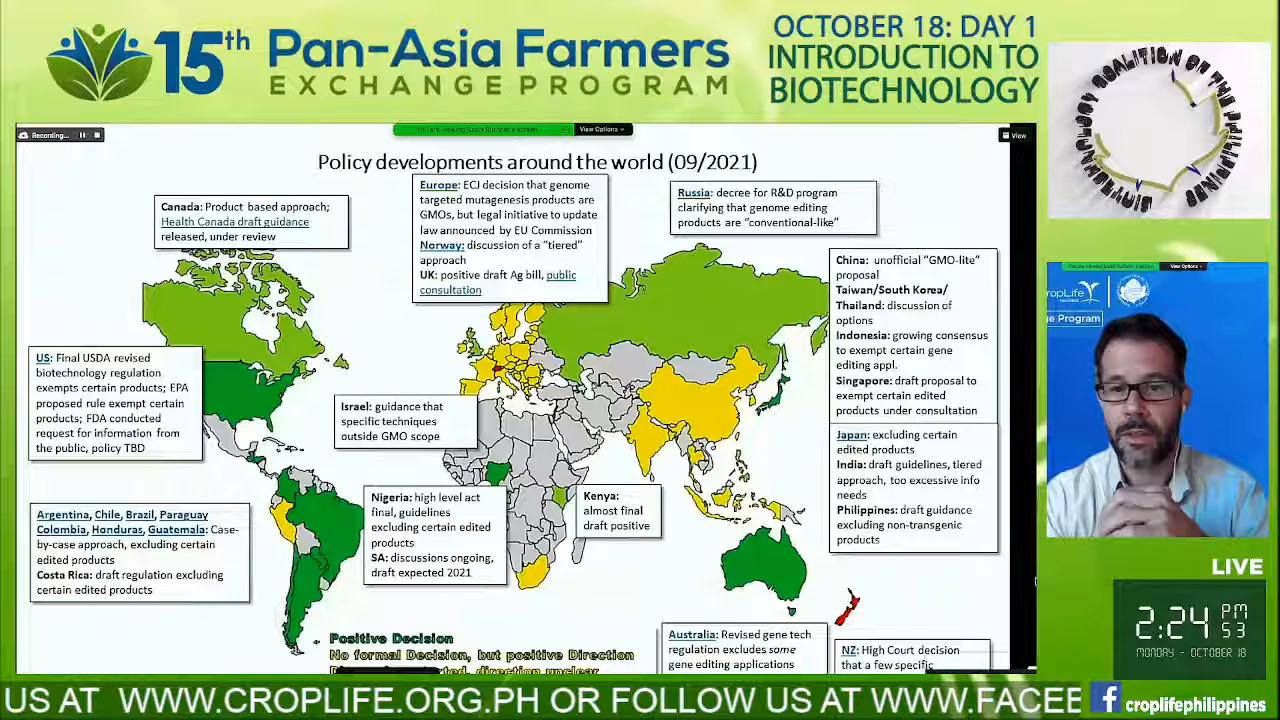 15th Pan-Asia Farmers
EXCHANGE PROGRAM
OCTOBER 18: DAY 1
INTRODUCTION TO
BIOTECHNOLOGY
BIOTECHNOLOGY COALITION OF THE PHILIPPINES
Recording...
View Options
View
Policy developments around the world (09/2021)
Canada: Product based approach;
Health Canada draft guidance
released, under review
Europe: ECJ decision that genome
targeted mutagenesis products are
GMOs, but legal initiative to update
law announced by EU Commission
Norway: discussion of a "tiered"
approach
UK: positive draft Ag bill, public
consultation
Russia: decree for R&D program
clarifying that genome editing
products are "conventional-like"
China: unofficial "GMO-lite"
proposal
Taiwan/South Korea/
Thailand: discussion of
options
Indonesia: growing consensus
to exempt certain gene
editing appl.
Singapore: draft proposal to
exempt certain edited
products under consultation
Japan: excluding certain
edited products
India: draft guidelines, tiered
approach, too excessive info
needs
Philippines: draft guidance
excluding non-transgenic
products
US: Final USDA revised
biotechnology regulation
exempts certain products; EPA
proposed rule exempt certain
products; FDA conducted
request for information from
the public, policy TBD
Israel: guidance that
specific techniques
outside GMO scope
Argentina, Chile, Brazil, Paraguay
Colombia, Honduras, Guatemala: Case-
by-case approach, excluding certain
edited products
Costa Rica: draft regulation excluding
certain edited products
Nigeria: high level act
final, guidelines
excluding certain edited
products
SA: discussions ongoing,
draft expected 2021
Kenya:
almost final
draft positive
Positive Decision
No formal Decision, but positive Direction
direction unclear
Australia: Revised gene tech
regulation excludes some
gene editing applications
NZ: High Court decision
that a few specific
View Options
ropLife
ge Program
LIVE
2:24 PM
53
MONDAY - OCTOBER 18
US AT WWW.CROPLIFE.ORG.PH OR FOLLOW US AT WWW.FACEB
croplifephilippines